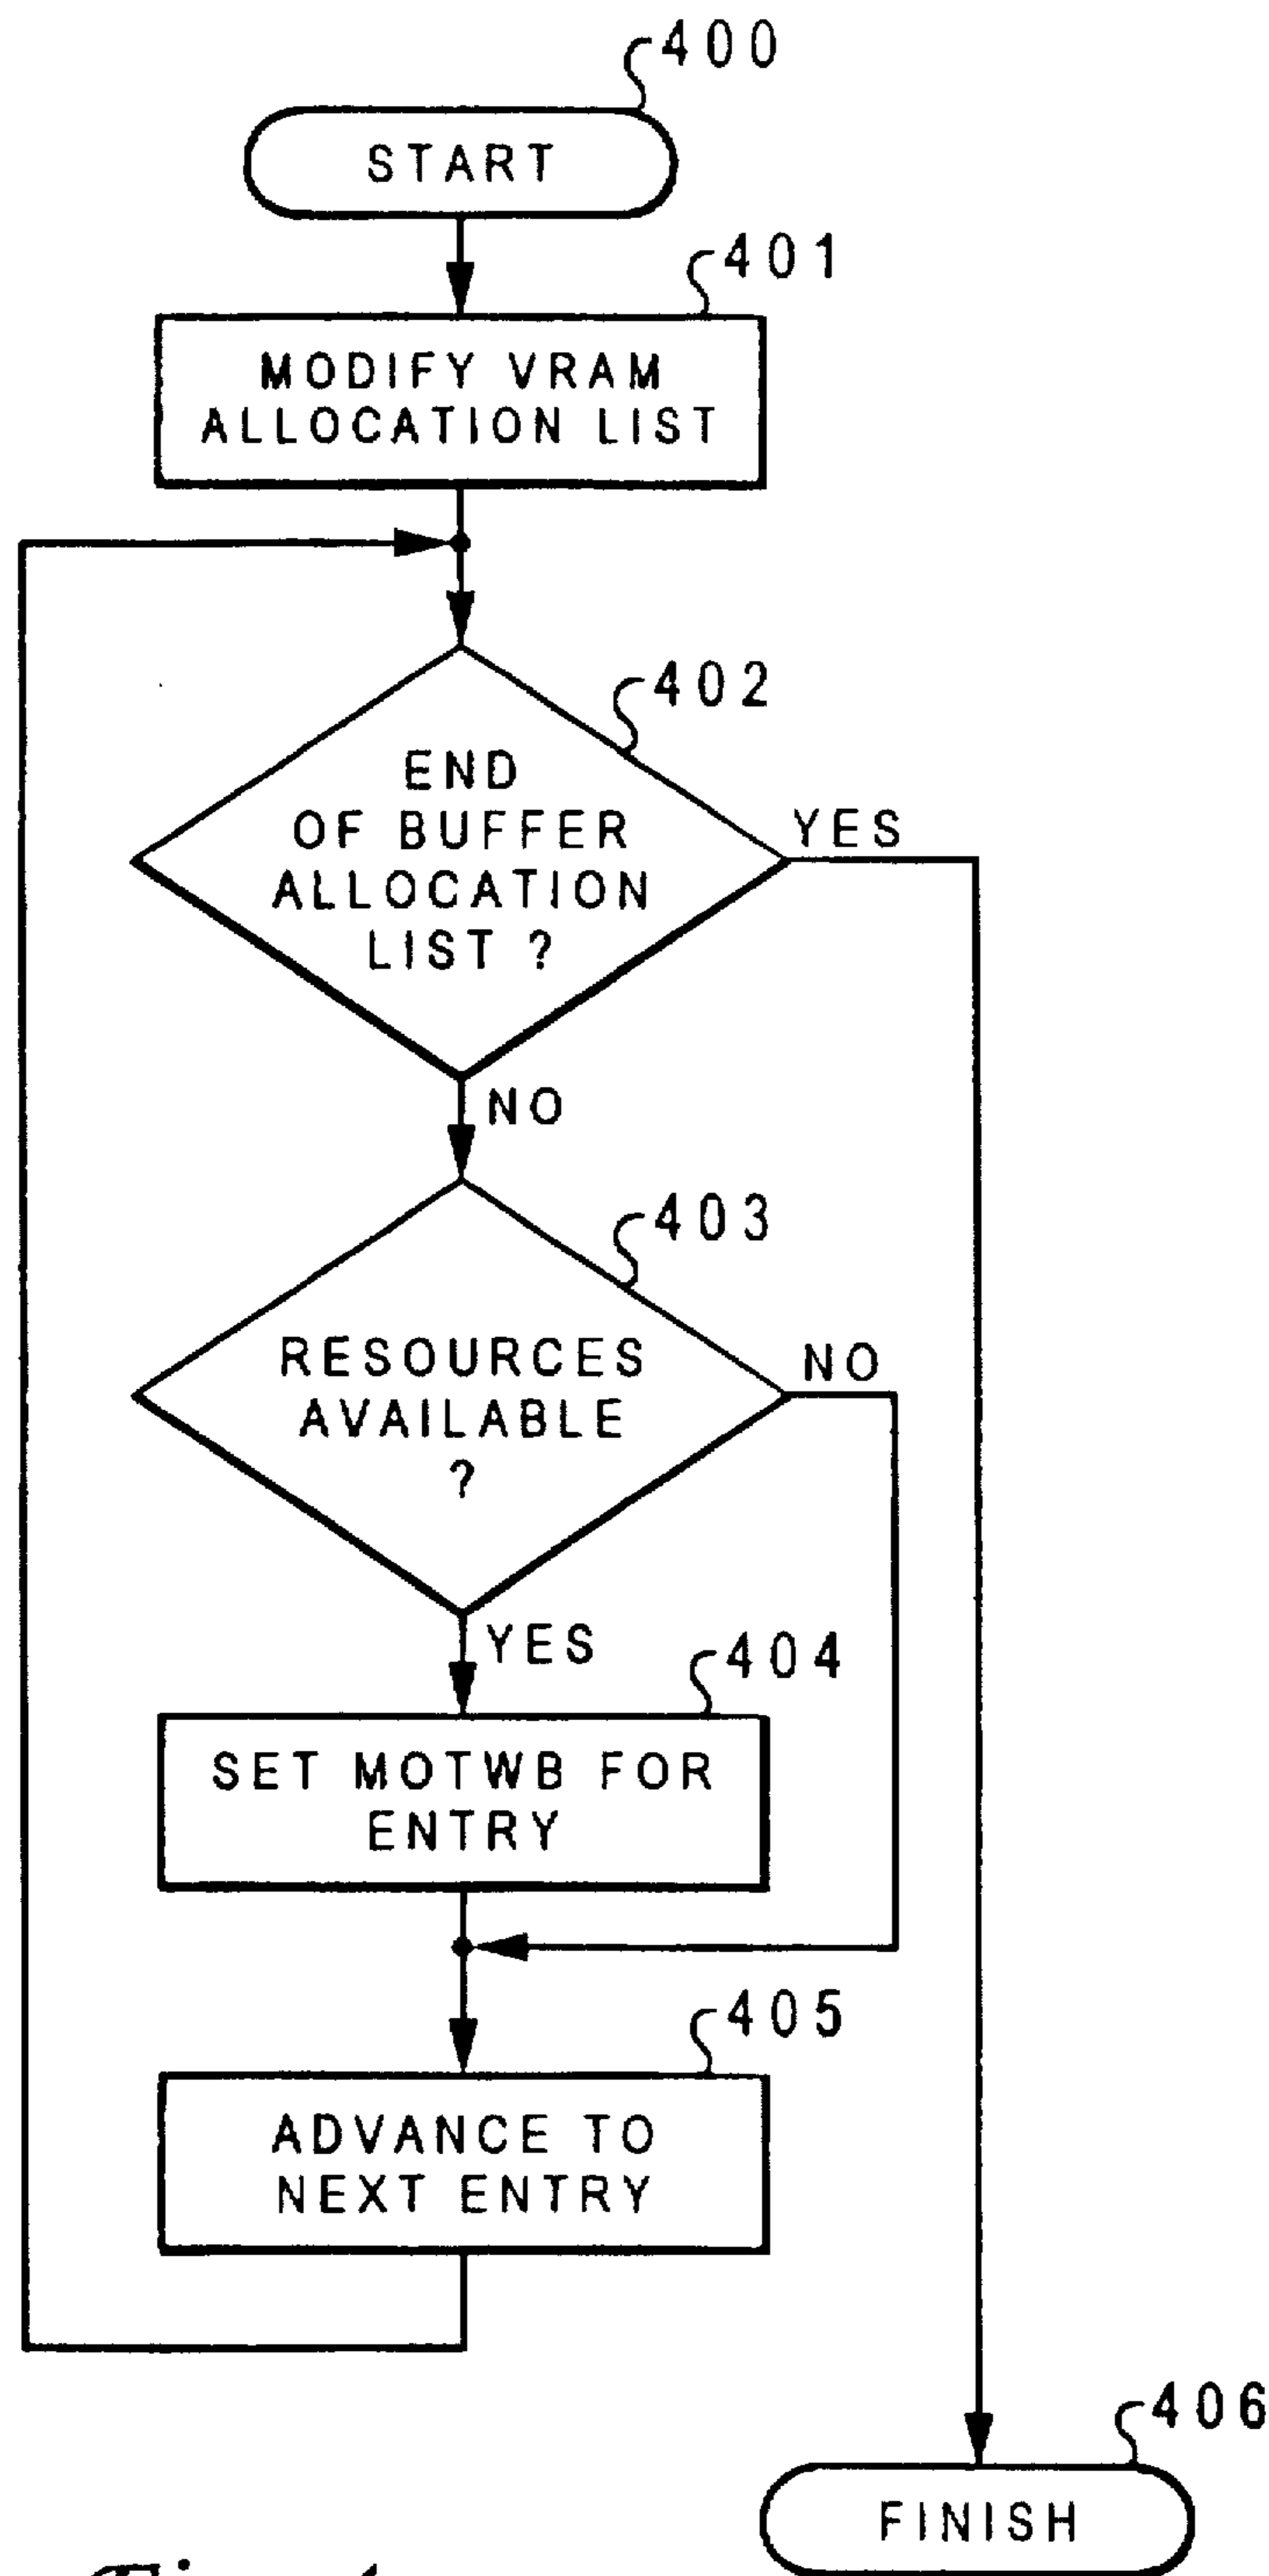 400
START
401
MODIFY VRAM
ALLOCATION LIST
402
END
OF BUFFER
ALLOCATION
LIST ?
YES
NO
403
RESOURCES
AVAILABLE
?
NO
YES
404
SET MOTWB FOR
ENTRY
405
ADVANCE TO
NEXT ENTRY
406
FINISH